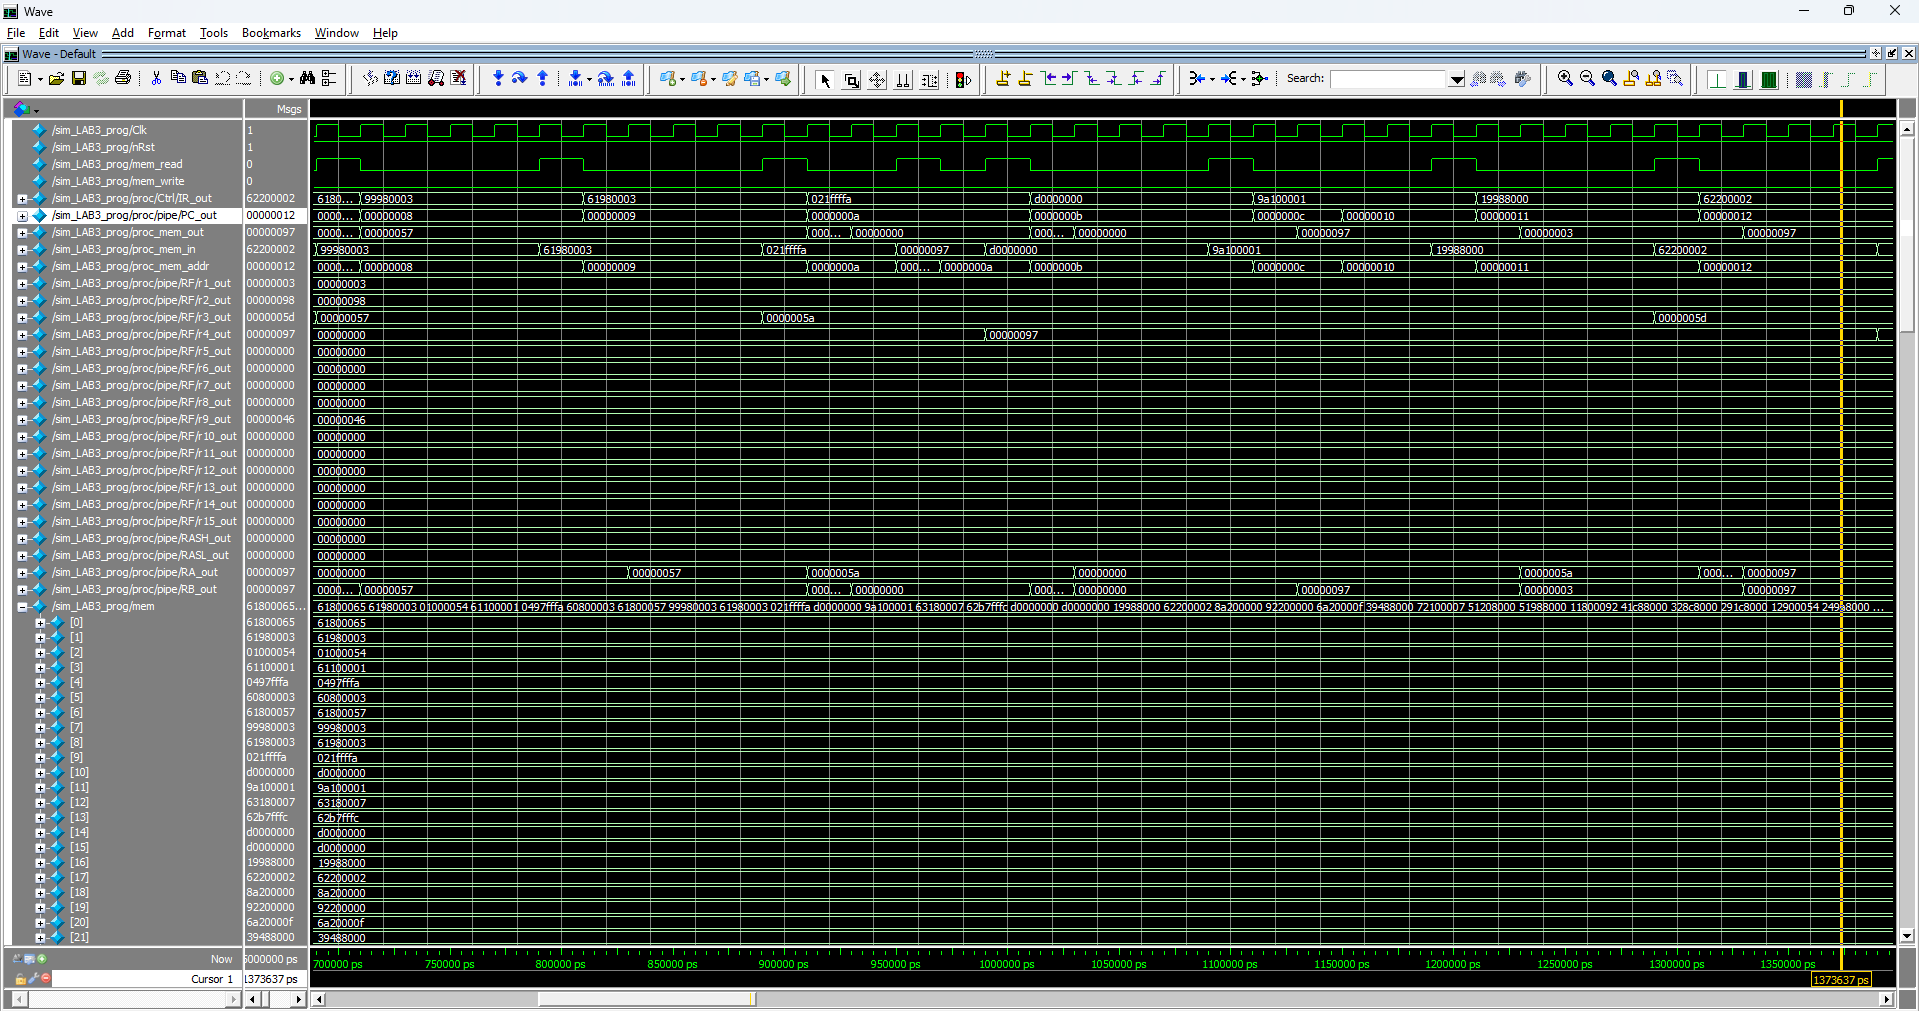 Wave
File Edit View Add Format Tools Bookmarks Window Help
Wave - Default
Search:
Msgs
/sim_LAB3_prog/Clk 1
/sim_LAB3_prog/nRst 1
/sim_LAB3_prog/mem_read 0
/sim_LAB3_prog/mem_write 0
/sim_LAB3_prog/proc/Ctrl/IR_out 62200002 6180... 99980003 61980003 021ffffa d0000000 9a100001 19988000 62200002
/sim_LAB3_prog/proc/pipe/PC_out 00000012 0000... 00000008 00000009 0000000a 0000000b 0000000c 00000010 00000011 00000012
/sim_LAB3_prog/proc_mem_out 00000097 0000... 00000057 000... 00000000 000... 00000000 00000097 00000003 00000097
/sim_LAB3_prog/proc_mem_in 62200002 99980003 61980003 021ffffa 00000097 d0000000 9a100001 19988000 62200002
/sim_LAB3_prog/proc_mem_addr 00000012 0000... 00000008 00000009 0000000a 000... 0000000a 0000000b 0000000c 00000010 00000011 00000012
/sim_LAB3_prog/proc/pipe/RF/r1_out 00000003 00000003
/sim_LAB3_prog/proc/pipe/RF/r2_out 00000098 00000098
/sim_LAB3_prog/proc/pipe/RF/r3_out 0000005d 00000057 0000005a 0000005d
/sim_LAB3_prog/proc/pipe/RF/r4_out 00000097 00000000 00000097
/sim_LAB3_prog/proc/pipe/RF/r5_out 00000000 00000000
/sim_LAB3_prog/proc/pipe/RF/r6_out 00000000 00000000
/sim_LAB3_prog/proc/pipe/RF/r7_out 00000000 00000000
/sim_LAB3_prog/proc/pipe/RF/r8_out 00000000 00000000
/sim_LAB3_prog/proc/pipe/RF/r9_out 00000046 00000046
/sim_LAB3_prog/proc/pipe/RF/r10_out 00000000 00000000
/sim_LAB3_prog/proc/pipe/RF/r11_out 00000000 00000000
/sim_LAB3_prog/proc/pipe/RF/r12_out 00000000 00000000
/sim_LAB3_prog/proc/pipe/RF/r13_out 00000000 00000000
/sim_LAB3_prog/proc/pipe/RF/r14_out 00000000 00000000
/sim_LAB3_prog/proc/pipe/RF/r15_out 00000000 00000000
/sim_LAB3_prog/proc/pipe/RASH_out 00000000 00000000
/sim_LAB3_prog/proc/pipe/RASL_out 00000000 00000000
/sim_LAB3_prog/proc/pipe/RA_out 00000097 00000000 00000057 0000005a 00000000 0000005a 000... 00000097
/sim_LAB3_prog/proc/pipe/RB_out 00000097 0000... 00000057 000... 00000000 000... 00000000 00000097 00000003 00000097
/sim_LAB3_prog/mem 61800065... 61800065 61980003 01000054 61100001 0497fffa 60800003 61800057 99980003 61980003 021ffffa d0000000 9a100001 63180007 62b7fffc d0000000 d0000000 19988000 62200002 8a200000 92200000 6a20000f 39488000 72100007 51208000 51988000 11800092 41c88000 328c8000 291c8000 12900054 ...
[0] 61800065 61800065
[1] 61980003 61980003
[2] 01000054 01000054
[3] 61100001 61100001
[4] 0497fffa 0497fffa
[5] 60800003 60800003
[6] 61800057 61800057
[7] 99980003 99980003
[8] 61980003 61980003
[9] 021ffffa 021ffffa
[10] d0000000 d0000000
[11] 9a100001 9a100001
[12] 63180007 63180007
[13] 62b7fffc 62b7fffc
[14] d0000000 d0000000
[15] d0000000 d0000000
[16] 19988000 19988000
[17] 62200002 62200002
[18] 8a200000 8a200000
[19] 92200000 92200000
[20] 6a20000f 6a20000f
[21] 39488000 39488000
Now 5000000 ps 700000 ps 750000 ps 800000 ps 850000 ps 900000 ps 950000 ps 1000000 ps 1050000 ps 1100000 ps 1150000 ps 1200000 ps 1250000 ps 1300000 ps 1350000 ps
Cursor 1 1373637 ps 1373637 ps